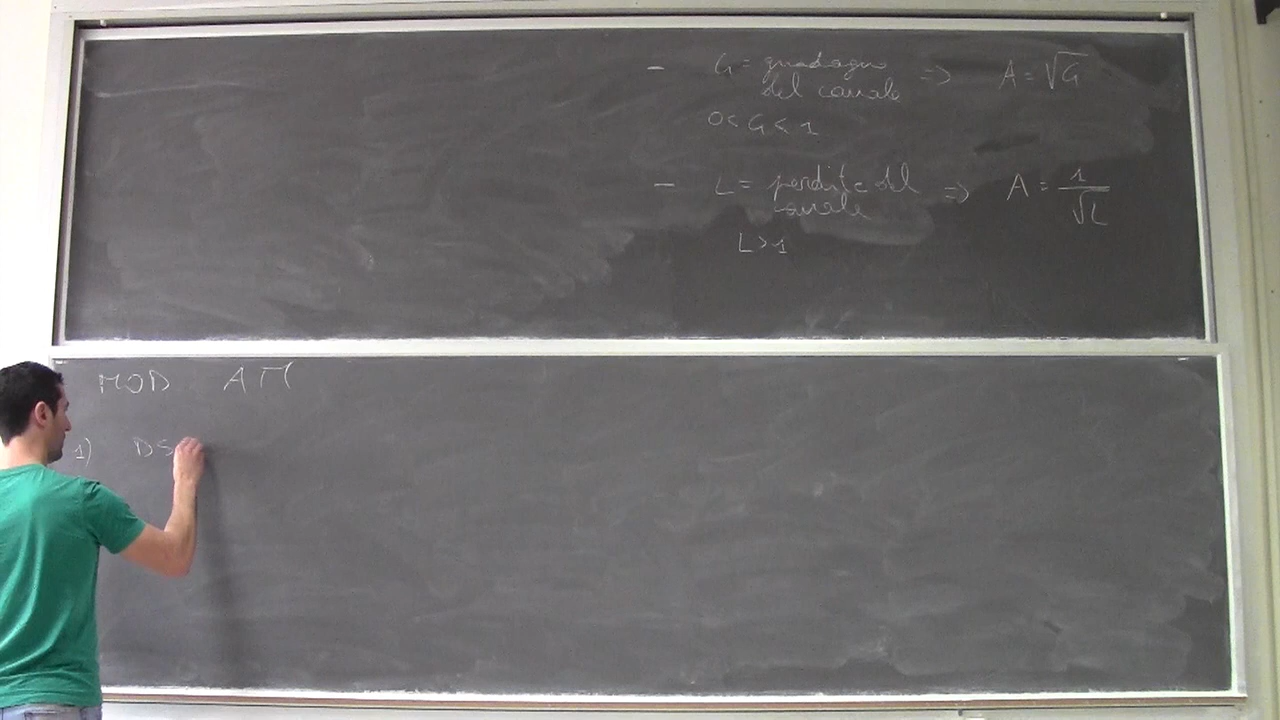 - G = guadagno del canale => A = √G
0 < G < 1
- L = perdite del canale => A = 1/√L
L > 1
MOD AM
1) DS